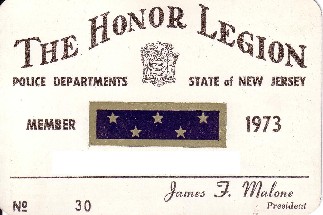 THE HONOR LEGION
POLICE DEPARTMENTS STATE of NEW JERSEY
MEMBER 1973
James F. Malone
No 30 President